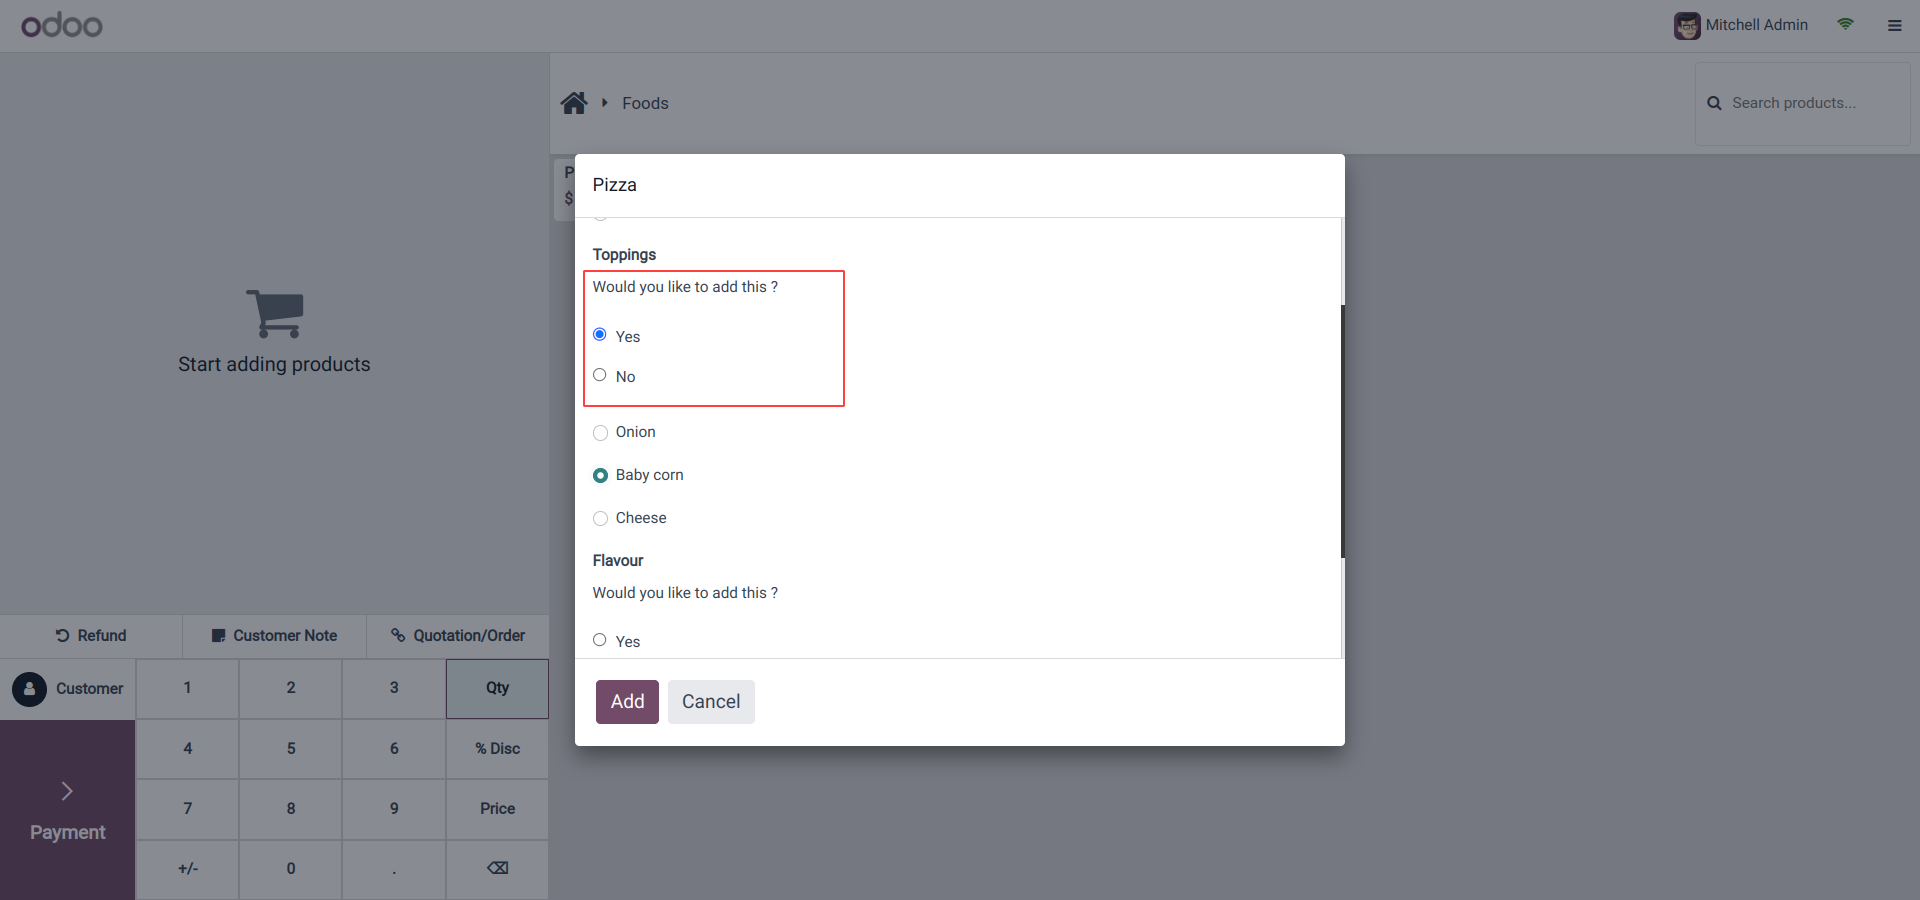 odoo
Mitchell Admin
Foods
Search products...
P
$
Pizza
Toppings
Would you like to add this ?
Yes
No
Onion
Baby corn
Cheese
Flavour
Would you like to add this ?
Yes
Add Cancel
Start adding products
Refund Customer Note Quotation/Order
Customer 1 2 3 Qty
4 5 6 % Disc
7 8 9 Price
Payment
+/- 0 . ⌫